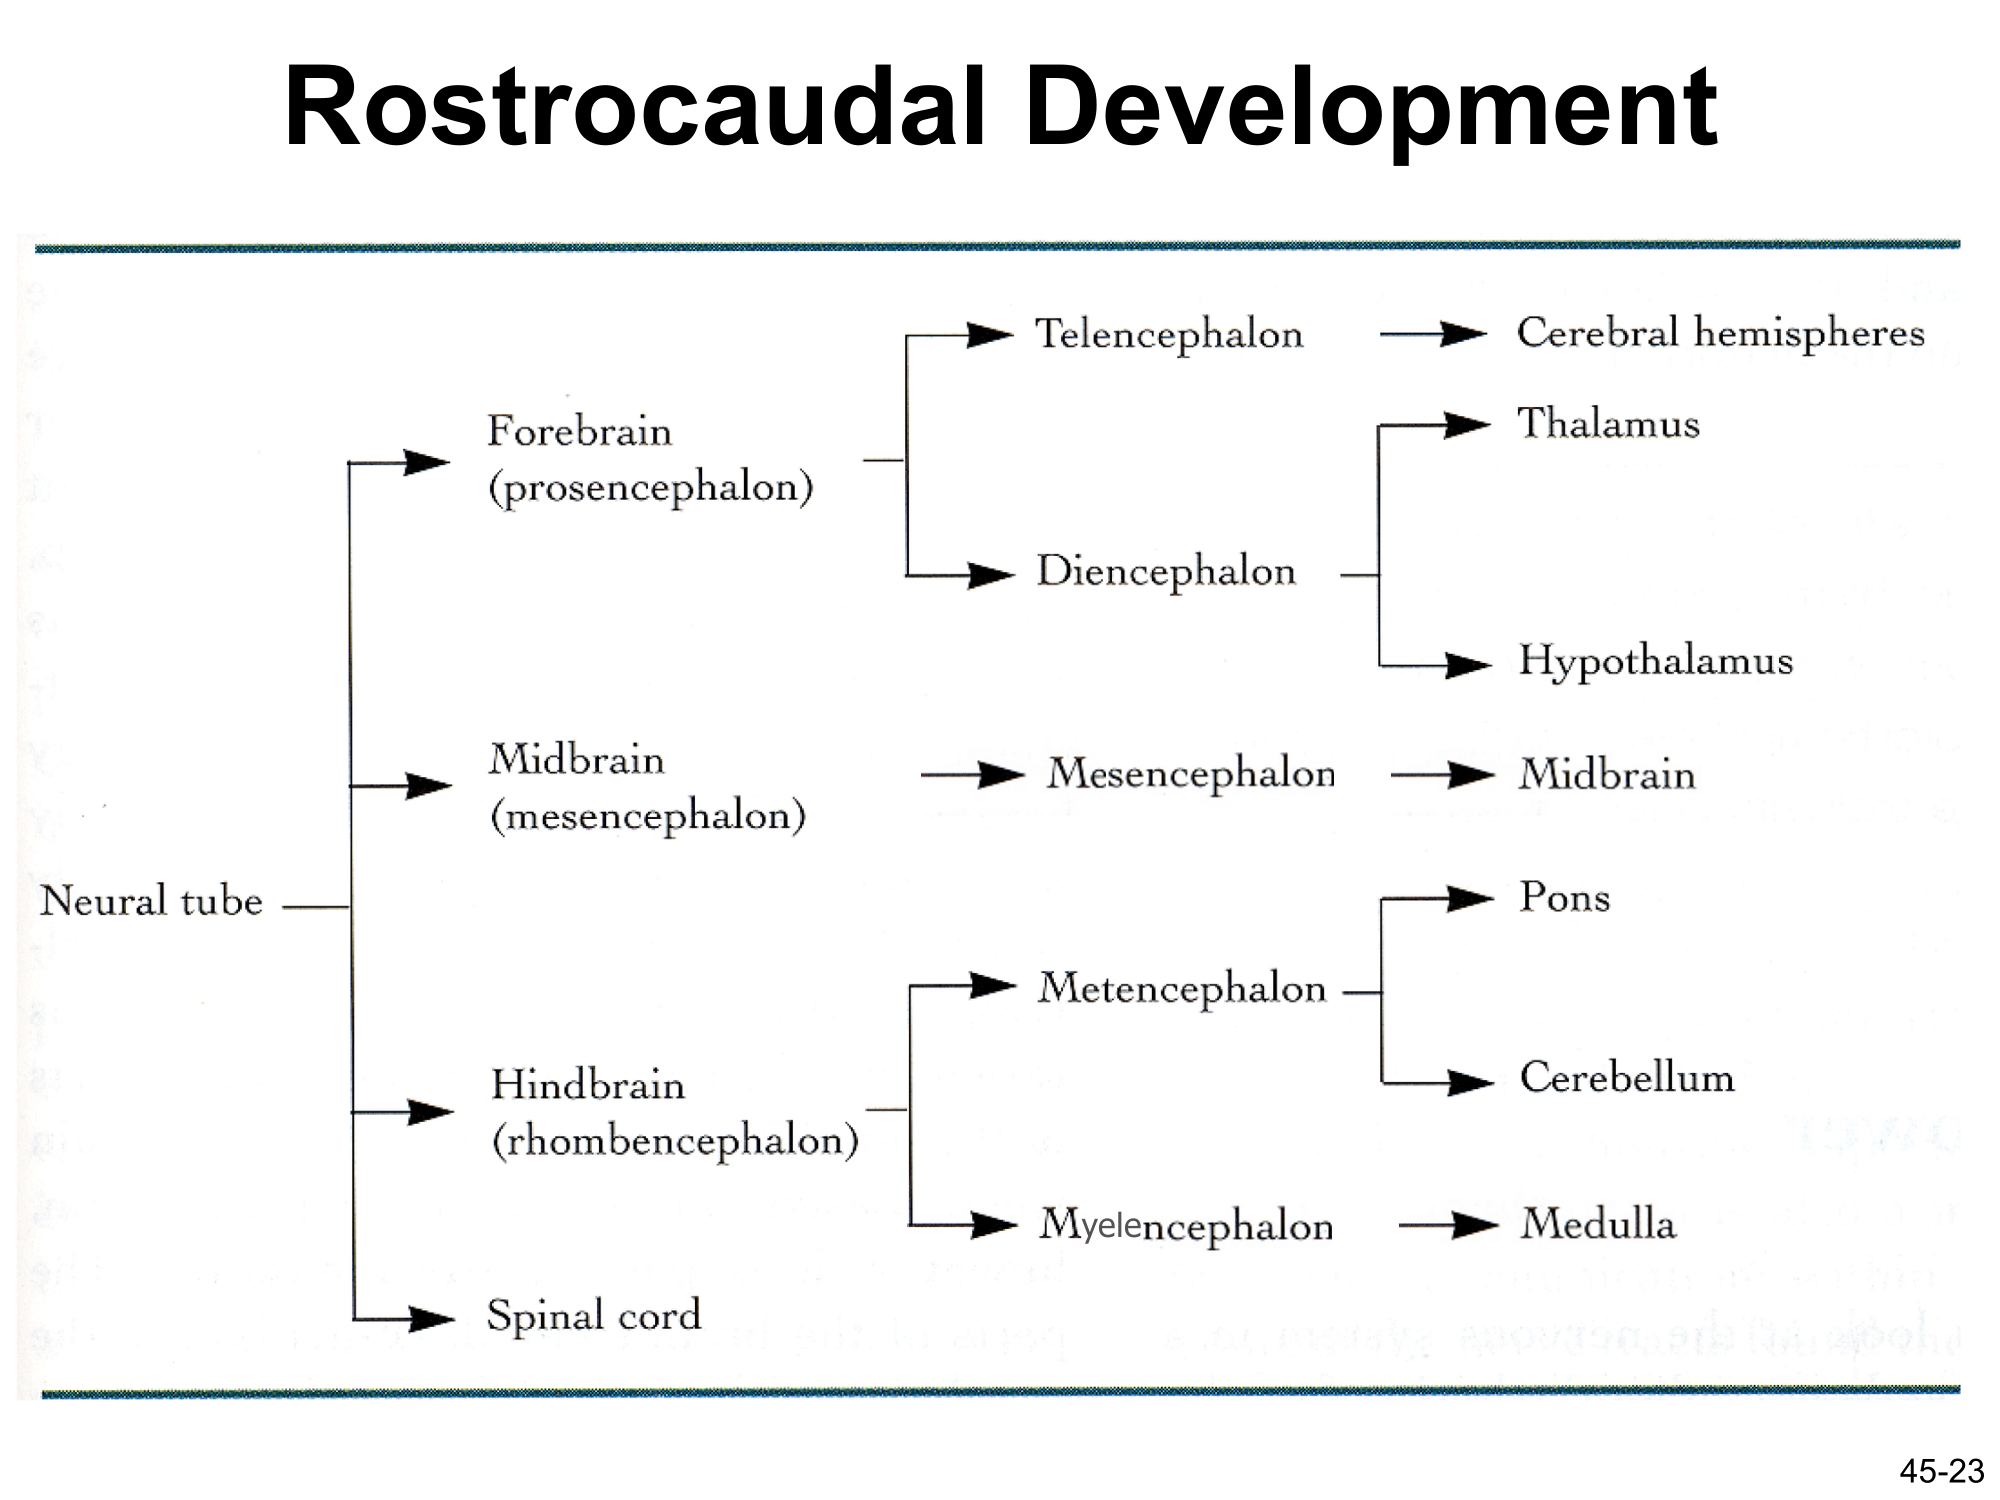 Rostrocaudal Development
Telencephalon
Cerebral hemispheres
Thalamus
Forebrain
(prosencephalon)
Diencephalon
Hypothalamus
Midbrain
(mesencephalon)
Mesencephalon
Midbrain
Neural tube
Pons
Metencephalon
Hindbrain
(rhombencephalon)
Cerebellum
Myelencephalon
Medulla
Spinal cord
45-23